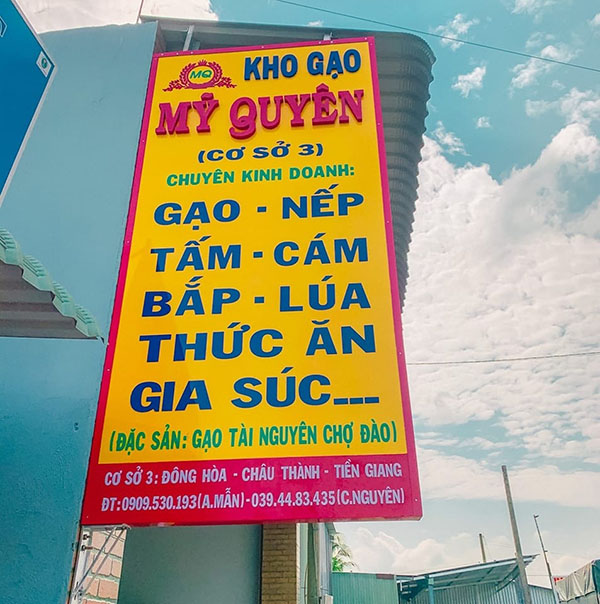 MQ
KHO GẠO
MỸ QUYÊN
(CƠ SỞ 3)
CHUYÊN KINH DOANH:
GẠO - NẾP
TẤM - CÁM
BẮP - LÚA
THỨC ĂN
GIA SÚC...
(ĐẶC SẢN: GẠO TÀI NGUYÊN CHỢ ĐÀO)
CƠ SỞ 3: ĐÔNG HÒA - CHÂU THÀNH - TIỀN GIANG
ĐT: 0909.530.193 (A.MẪN) - 039.44.83.435 (C.NGUYÊN)